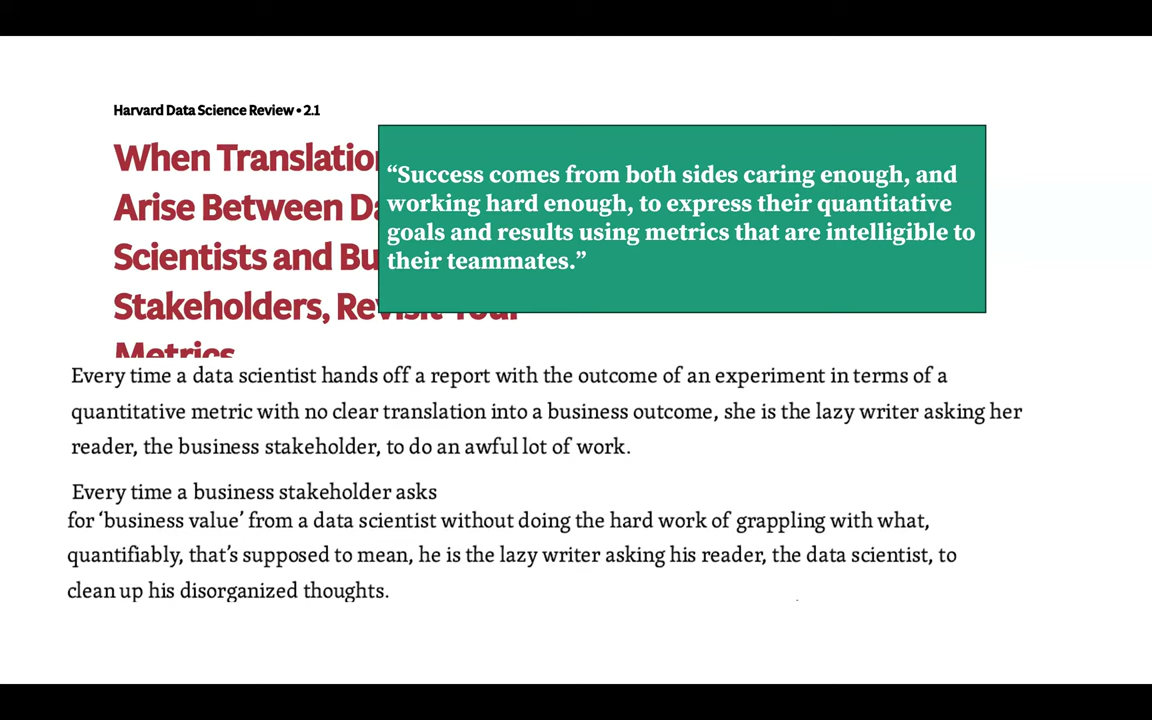 Harvard Data Science Review • 2.1
When Translatio
Arise Between Da
Scientists and Bu
Stakeholders, Revisit Your
Metrics
“Success comes from both sides caring enough, and
working hard enough, to express their quantitative
goals and results using metrics that are intelligible to
their teammates.”
Every time a data scientist hands off a report with the outcome of an experiment in terms of a
quantitative metric with no clear translation into a business outcome, she is the lazy writer asking her
reader, the business stakeholder, to do an awful lot of work.
Every time a business stakeholder asks
for ‘business value’ from a data scientist without doing the hard work of grappling with what,
quantifiably, that’s supposed to mean, he is the lazy writer asking his reader, the data scientist, to
clean up his disorganized thoughts.